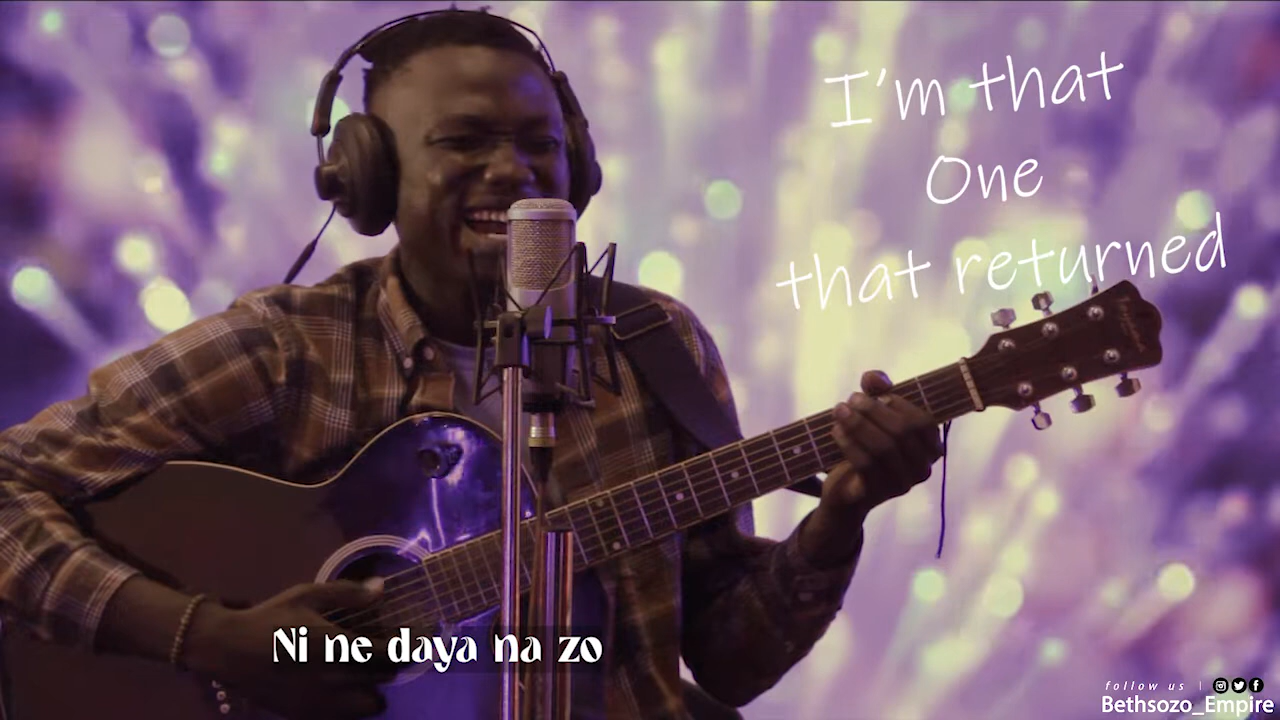 I'm that
One
that returned
Ni ne daya na zo
follow us |
Bethsozo_Empire